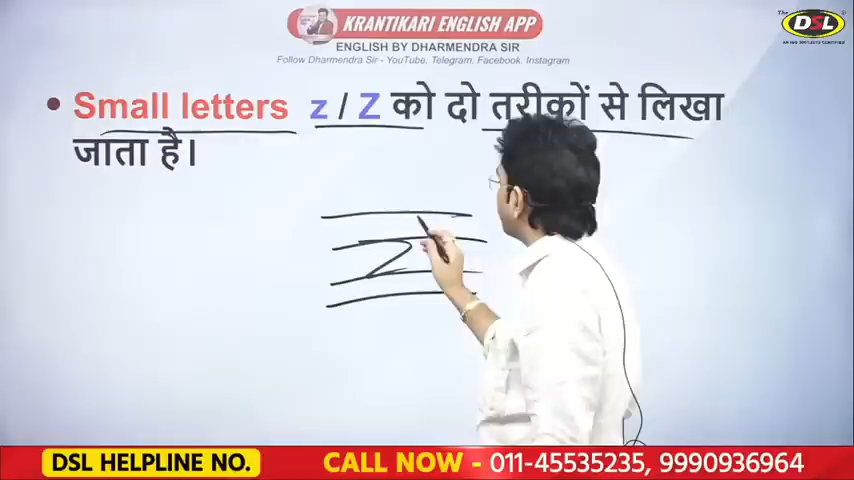 KRANTIKARI ENGLISH APP
ENGLISH BY DHARMENDRA SIR
Follow Dharmendra Sir - YouTube, Telegram, Facebook, Instagram
The DSL ®
• Small letters z / Z को दो तरीकों से लिखा
जाता है।
z
DSL HELPLINE NO. CALL NOW - 011-45535235, 9990936964